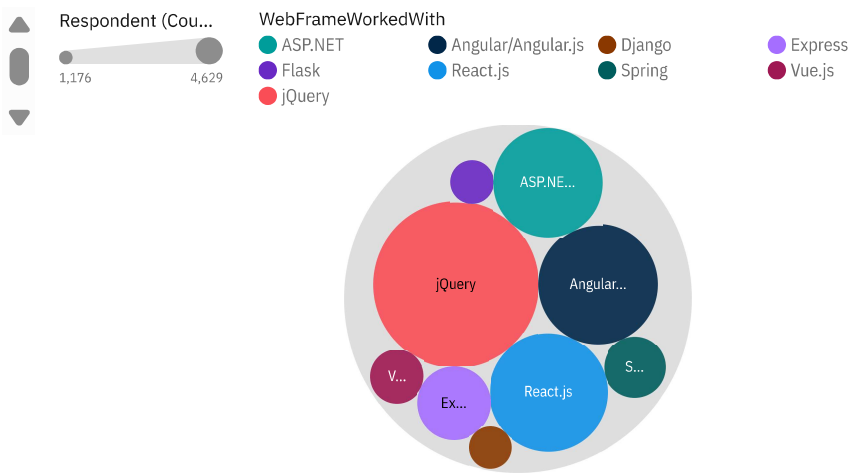 Respondent (Cou...
1,176 4,629
WebFrameWorkedWith
ASP.NET Angular/Angular.js Django Express
Flask React.js Spring Vue.js
jQuery
ASP.NE...
jQuery
Angular...
S...
V...
React.js
Ex...